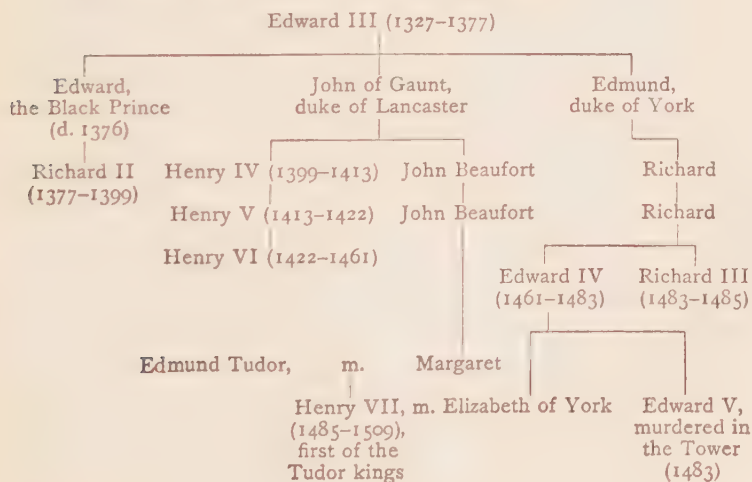 Edward III (1327–1377)
Edward, the Black Prince (d. 1376)
John of Gaunt, duke of Lancaster
Edmund, duke of York
Richard II (1377–1399)
Henry IV (1399–1413)
John Beaufort
Richard
Henry V (1413–1422)
John Beaufort
Richard
Henry VI (1422–1461)
Edward IV (1461–1483)
Richard III (1483–1485)
Edmund Tudor, m. Margaret
Henry VII, m. Elizabeth of York
(1485–1509),
first of the
Tudor kings
Edward V,
murdered in
the Tower
(1483)